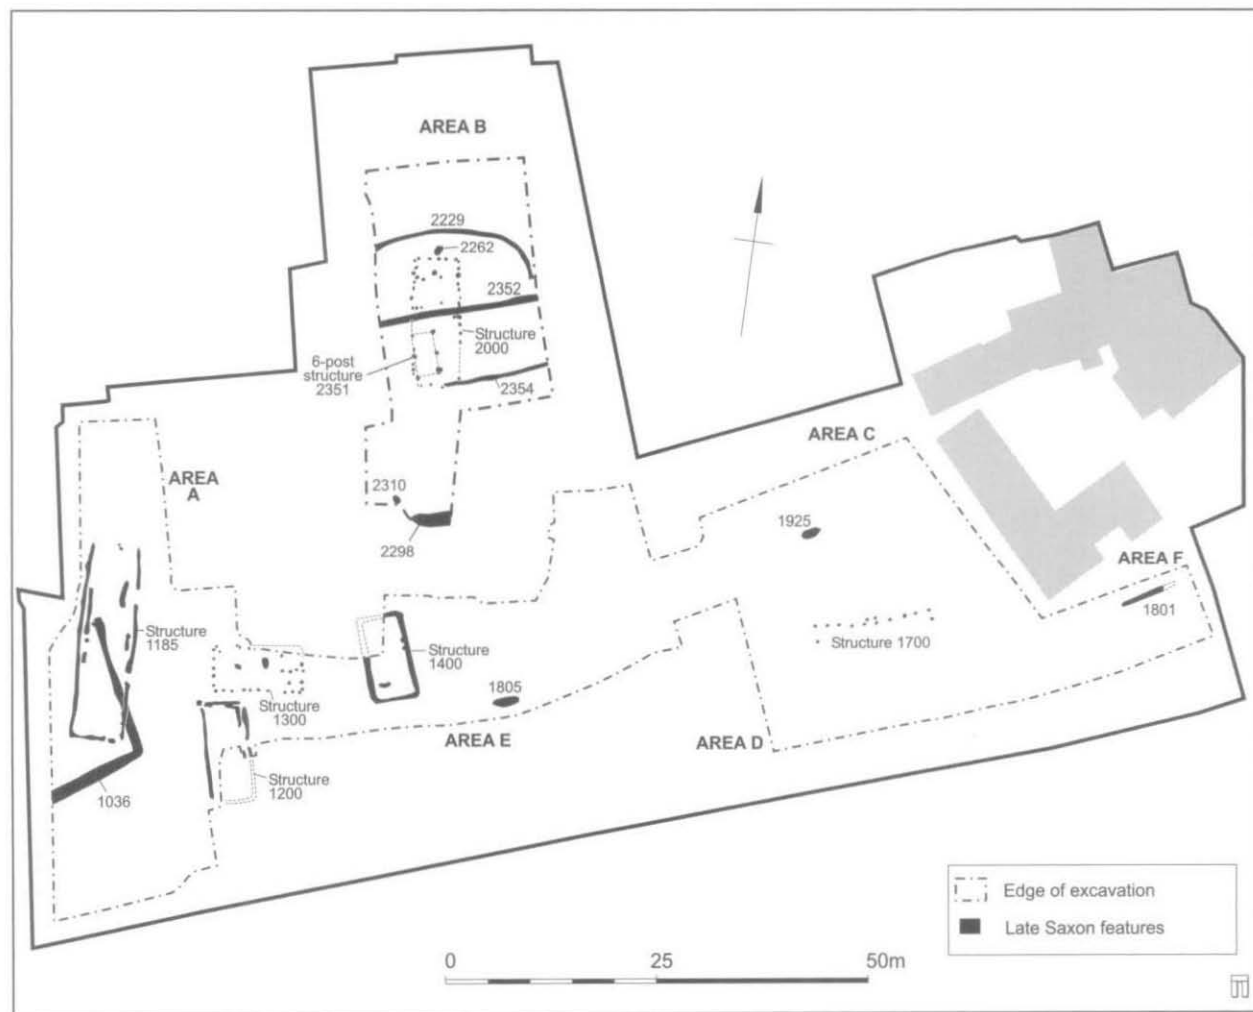 AREA B
2229
2262
2352
Structure
2000
6-post
structure
2351
2354
AREA C
AREA
A
2310
1925
2298
AREA F
1801
Structure
1185
Structure
1400
Structure 1700
1805
Structure
1300
AREA E
AREA D
Structure
1200
1036
Edge of excavation
Late Saxon features
0 25 50m